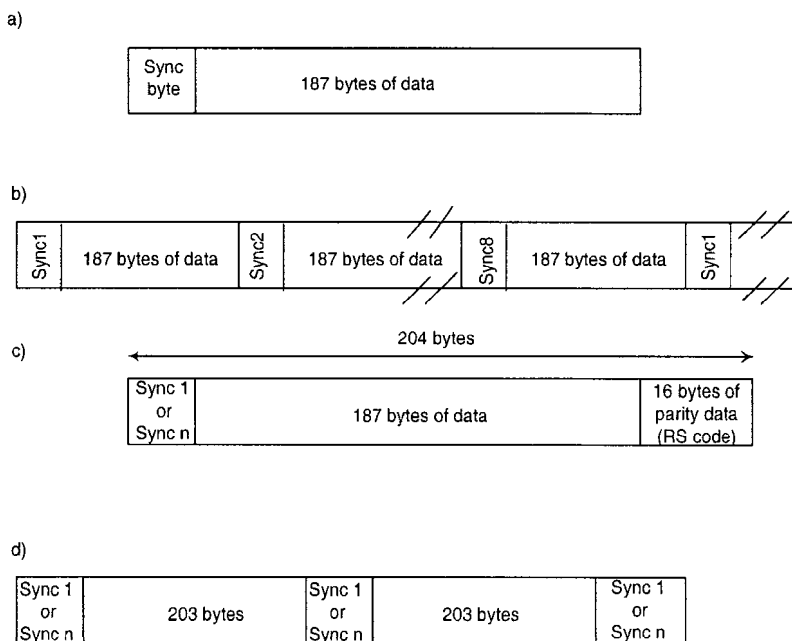 a)
Sync
byte
187 bytes of data
b)
Sync1
187 bytes of data
Sync2
187 bytes of data
Sync8
187 bytes of data
Sync1
204 bytes
c)
Sync 1
or
Sync n
187 bytes of data
16 bytes of
parity data
(RS code)
d)
Sync 1
or
Sync n
203 bytes
Sync 1
or
Sync n
203 bytes
Sync 1
or
Sync n